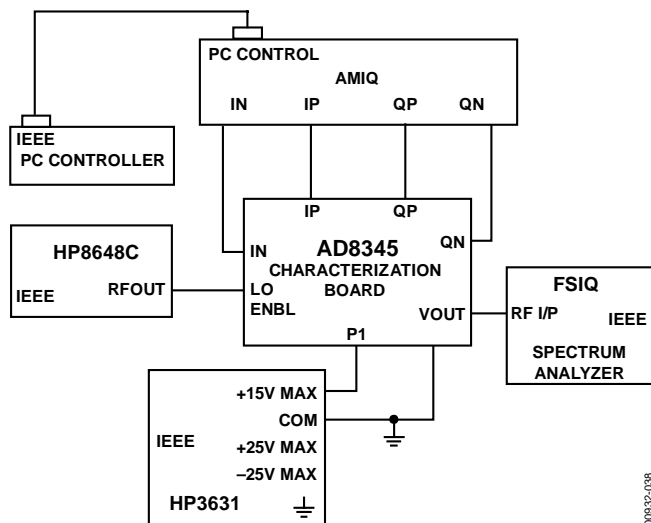 PC CONTROL
AMIQ
IN IP QP QN
IEEE
PC CONTROLLER
IP QP
IN
AD8345
QN
CHARACTERIZATION
BOARD
LO
ENBL
VOUT
P1
HP8648C
IEEE
RFOUT
FSIQ
RF I/P
IEEE
SPECTRUM
ANALYZER
+15V MAX
COM
IEEE
+25V MAX
–25V MAX
HP3631
00932-038